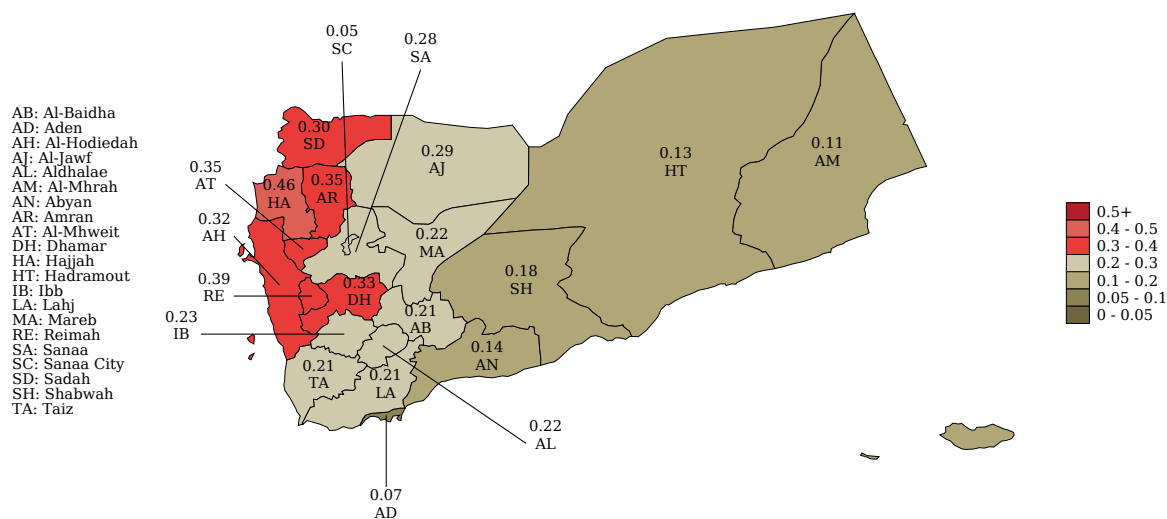 AB: Al-Baidha
AD: Aden
AH: Al-Hodiedah
AJ: Al-Jawf
AL: Aldhalae
AM: Al-Mhrah
AN: Abyan
AR: Amran
AT: Al-Mhweit
DH: Dhamar
HA: Hajjah
HT: Hadramout
IB: Ibb
LA: Lahj
MA: Mareb
RE: Reimah
SA: Sanaa
SC: Sanaa City
SD: Sadah
SH: Shabwah
TA: Taiz
0.05
SC
0.28
SA
0.30
SD
0.29
AJ
0.35
AT
0.46
HA
0.35
AR
0.13
HT
0.11
AM
0.32
AH
0.22
MA
0.39
RE
0.33
DH
0.18
SH
0.23
IB
0.21
AB
0.21
TA
0.21
LA
0.14
AN
0.22
AL
0.07
AD
0.5+
0.4 - 0.5
0.3 - 0.4
0.2 - 0.3
0.1 - 0.2
0.05 - 0.1
0 - 0.05